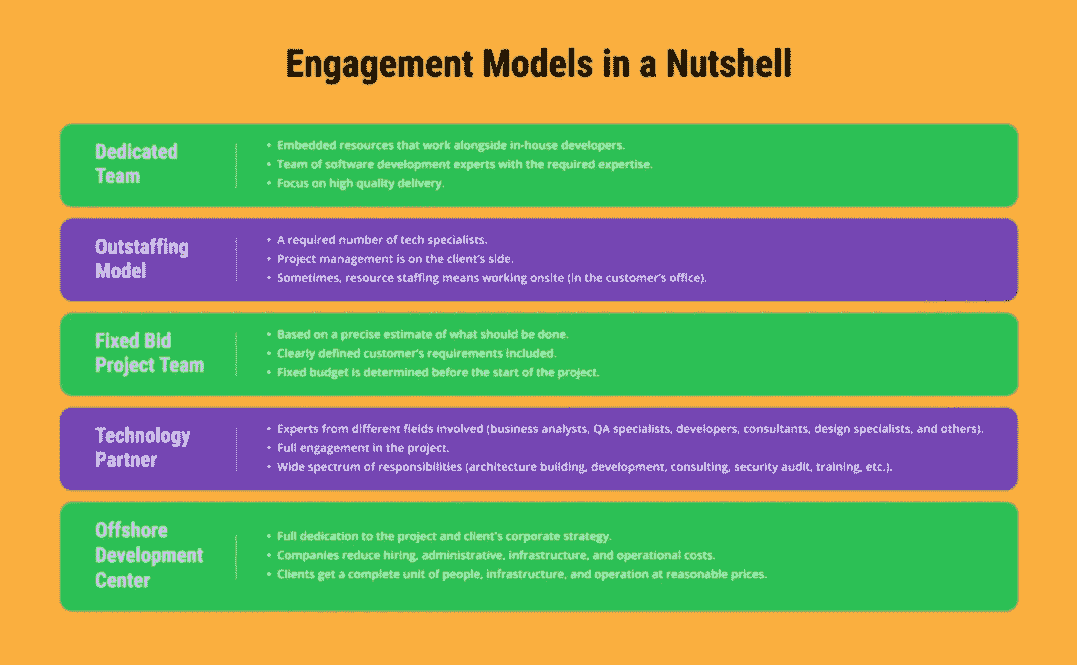 Engagement Models in a Nutshell
Dedicated
Team
• Embedded resources that work alongside in-house developers.
• Team of software development experts with the required expertise.
• Focus on high quality delivery.
Outstaffing
Model
• A required number of tech specialists.
• Project management is on the client's side.
• Sometimes, resource staffing means working onsite (in the customer's office).
Fixed Bid
Project Team
• Based on a precise estimate of what should be done.
• Clearly defined customer's requirements included.
• Fixed budget is determined before the start of the project.
Technology
Partner
• Experts from different fields involved (business analysts, QA specialists, developers, consultants, design specialists, and others).
• Full engagement in the project.
• Wide spectrum of responsibilities (architecture building, development, consulting, security audit, training, etc.).
Offshore
Development
Center
• Full dedication to the project and client's corporate strategy.
• Companies reduce hiring, administrative, infrastructure, and operational costs.
• Clients get a complete unit of people, infrastructure, and operation at reasonable prices.